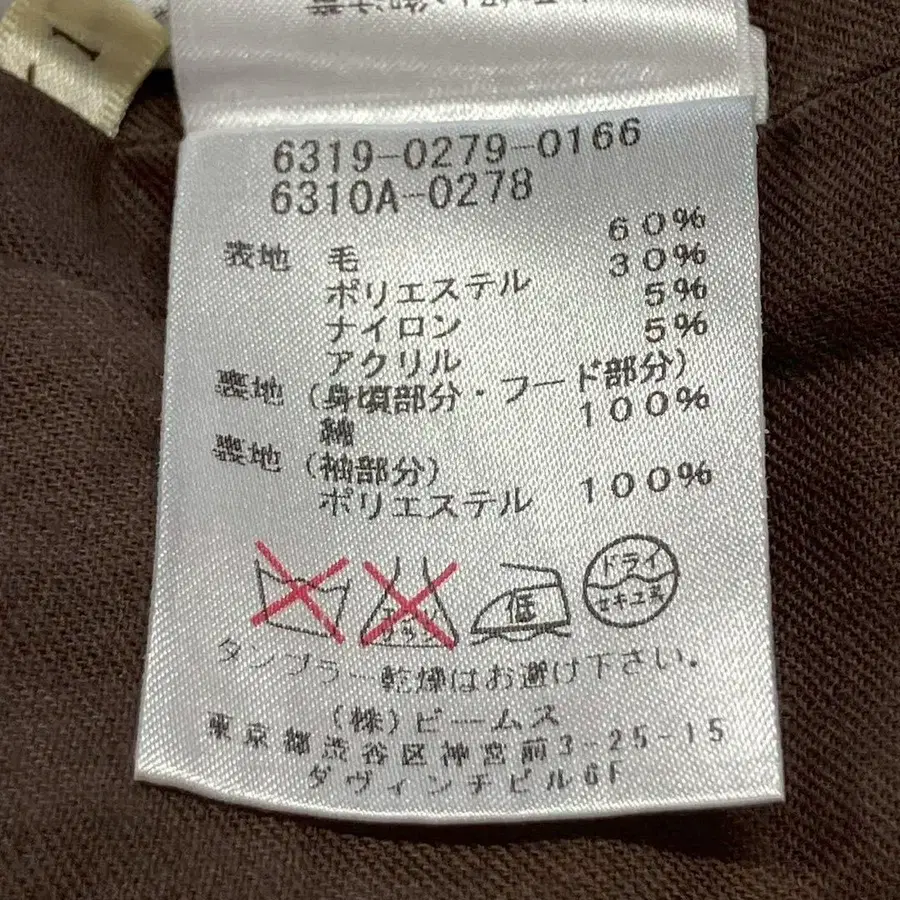 6319-0279-0166
6310A-0278
表地 毛 60%
ポリエステル 30%
ナイロン 5%
アクリル 5%
裏地 (身頃部分・フード部分)
綿 100%
裏地 (袖部分)
ポリエステル 100%
低
ドライ
セキユ系
タンブラー乾燥はお避け下さい。
(株)ビームス
東京都渋谷区神宮前3-25-15
ダヴィンチビル6F